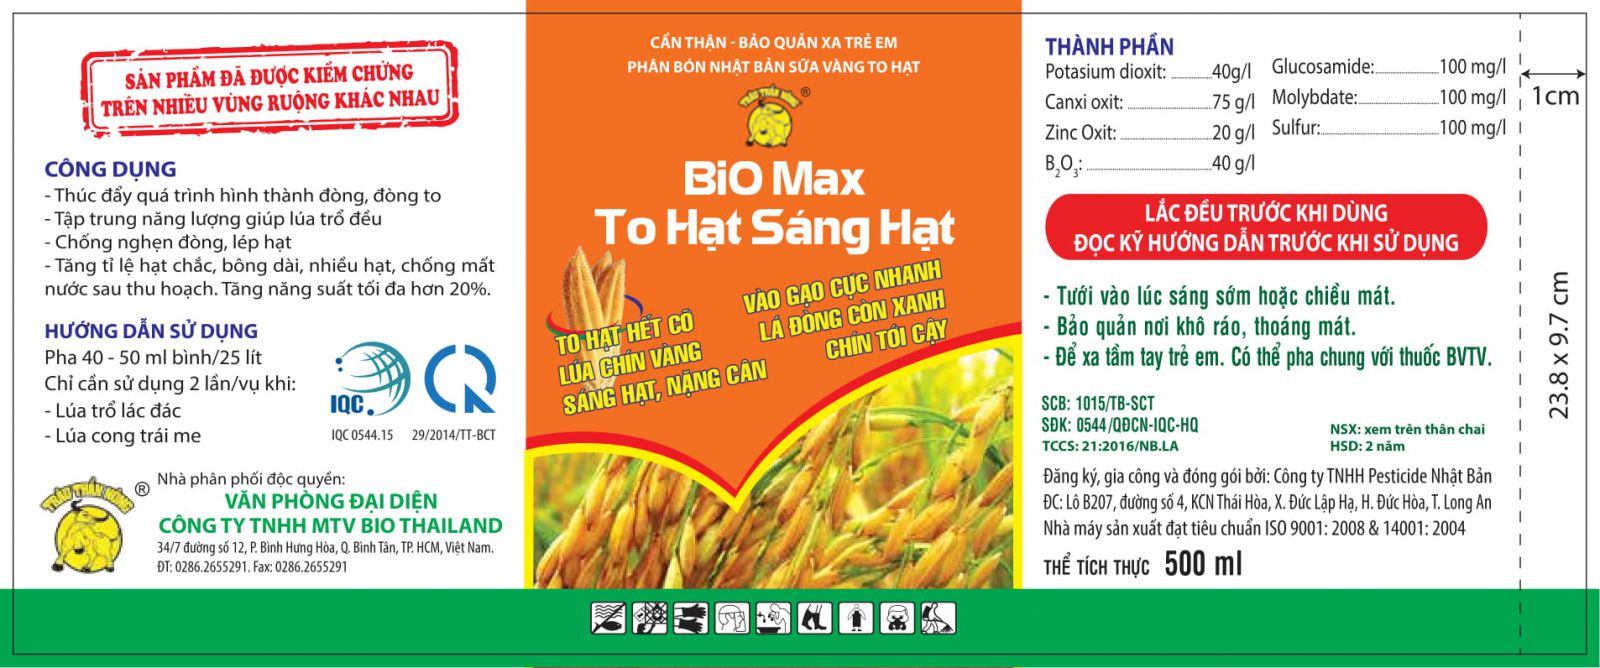 SẢN PHẨM ĐÃ ĐƯỢC KIỂM CHỨNG
TRÊN NHIỀU VÙNG RUỘNG KHÁC NHAU
CÔNG DỤNG
- Thúc đẩy quá trình hình thành đòng, đòng to
- Tập trung năng lượng giúp lúa trổ đều
- Chống nghẹn đòng, lép hạt
- Tăng tỉ lệ hạt chắc, bông dài, nhiều hạt, chống mất
nước sau thu hoạch. Tăng năng suất tối đa hơn 20%.
HƯỚNG DẪN SỬ DỤNG
Pha 40 - 50 ml bình/25 lít
Chỉ cần sử dụng 2 lần/vụ khi:
- Lúa trổ lác đác
- Lúa cong trái me
IQC
IQC 0544.15
29/2014/TT-BCT
TRÂU THẦN NÔNG ®
Nhà phân phối độc quyền:
VĂN PHÒNG ĐẠI DIỆN
CÔNG TY TNHH MTV BIO THAILAND
34/7 đường số 12, P. Bình Hưng Hòa, Q. Bình Tân, TP. HCM, Việt Nam.
ĐT: 0286.2655291. Fax: 0286.2655291
CẨN THẬN - BẢO QUẢN XA TRẺ EM
PHÂN BÓN NHẬT BẢN SỮA VÀNG TO HẠT
TRÂU THẦN NÔNG ®
BiO Max
To Hạt Sáng Hạt
TO HẠT HẾT CỠ
LÚA CHÍN VÀNG
SÁNG HẠT, NẶNG CÂN
VÀO GẠO CỰC NHANH
LÁ ĐÒNG CÒN XANH
CHÍN TỚI CẬY
THÀNH PHẦN
Potasium dioxit: ............40g/l
Canxi oxit: .......................75 g/l
Zinc Oxit: .........................20 g/l
B2O3: ...................................40 g/l
Glucosamide:..................100 mg/l
Molybdate:.......................100 mg/l
Sulfur:.................................100 mg/l
LẮC ĐỀU TRƯỚC KHI DÙNG
ĐỌC KỸ HƯỚNG DẪN TRƯỚC KHI SỬ DỤNG
- Tưới vào lúc sáng sớm hoặc chiều mát.
- Bảo quản nơi khô ráo, thoáng mát.
- Để xa tầm tay trẻ em. Có thể pha chung với thuốc BVTV.
SCB: 1015/TB-SCT
SĐK: 0544/QĐCN-IQC-HQ
TCCS: 21:2016/NB.LA
NSX: xem trên thân chai
HSD: 2 năm
Đăng ký, gia công và đóng gói bởi: Công ty TNHH Pesticide Nhật Bản
ĐC: Lô B207, đường số 4, KCN Thái Hòa, X. Đức Lập Hạ, H. Đức Hòa, T. Long An
Nhà máy sản xuất đạt tiêu chuẩn ISO 9001: 2008 & 14001: 2004
THỂ TÍCH THỰC 500 ml
1cm
23.8 x 9.7 cm